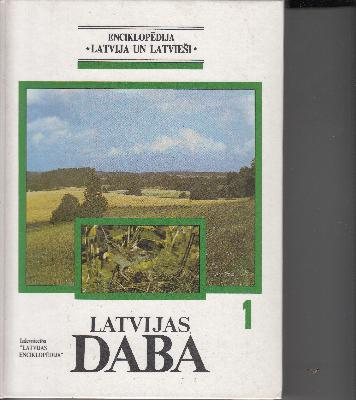 ENCIKLOPĒDIJA
• LATVIJA UN LATVIEŠI •
1
LATVIJAS
DABA
Izdevniecība
"LATVIJAS
ENCIKLOPĒDIJA"